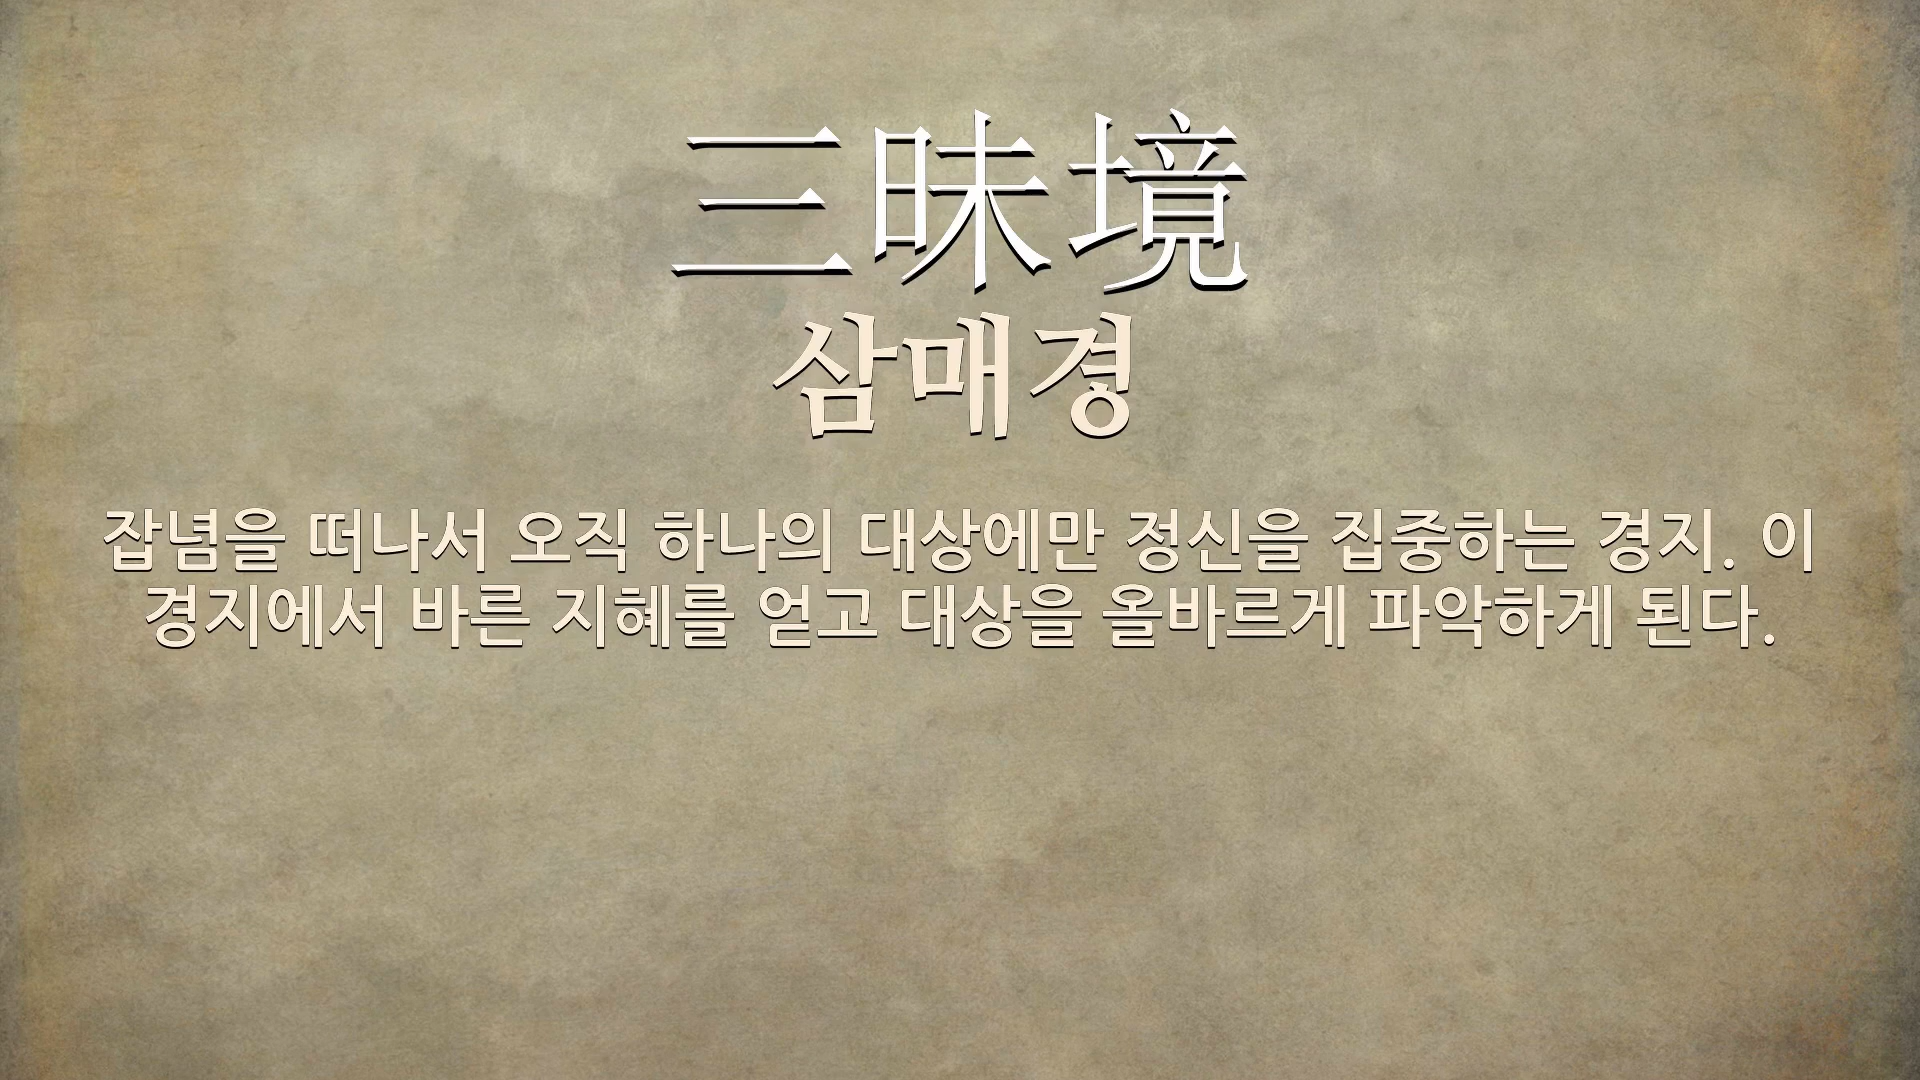 三昧境
삼매경
잡념을 떠나서 오직 하나의 대상에만 정신을 집중하는 경지. 이
경지에서 바른 지혜를 얻고 대상을 올바르게 파악하게 된다.